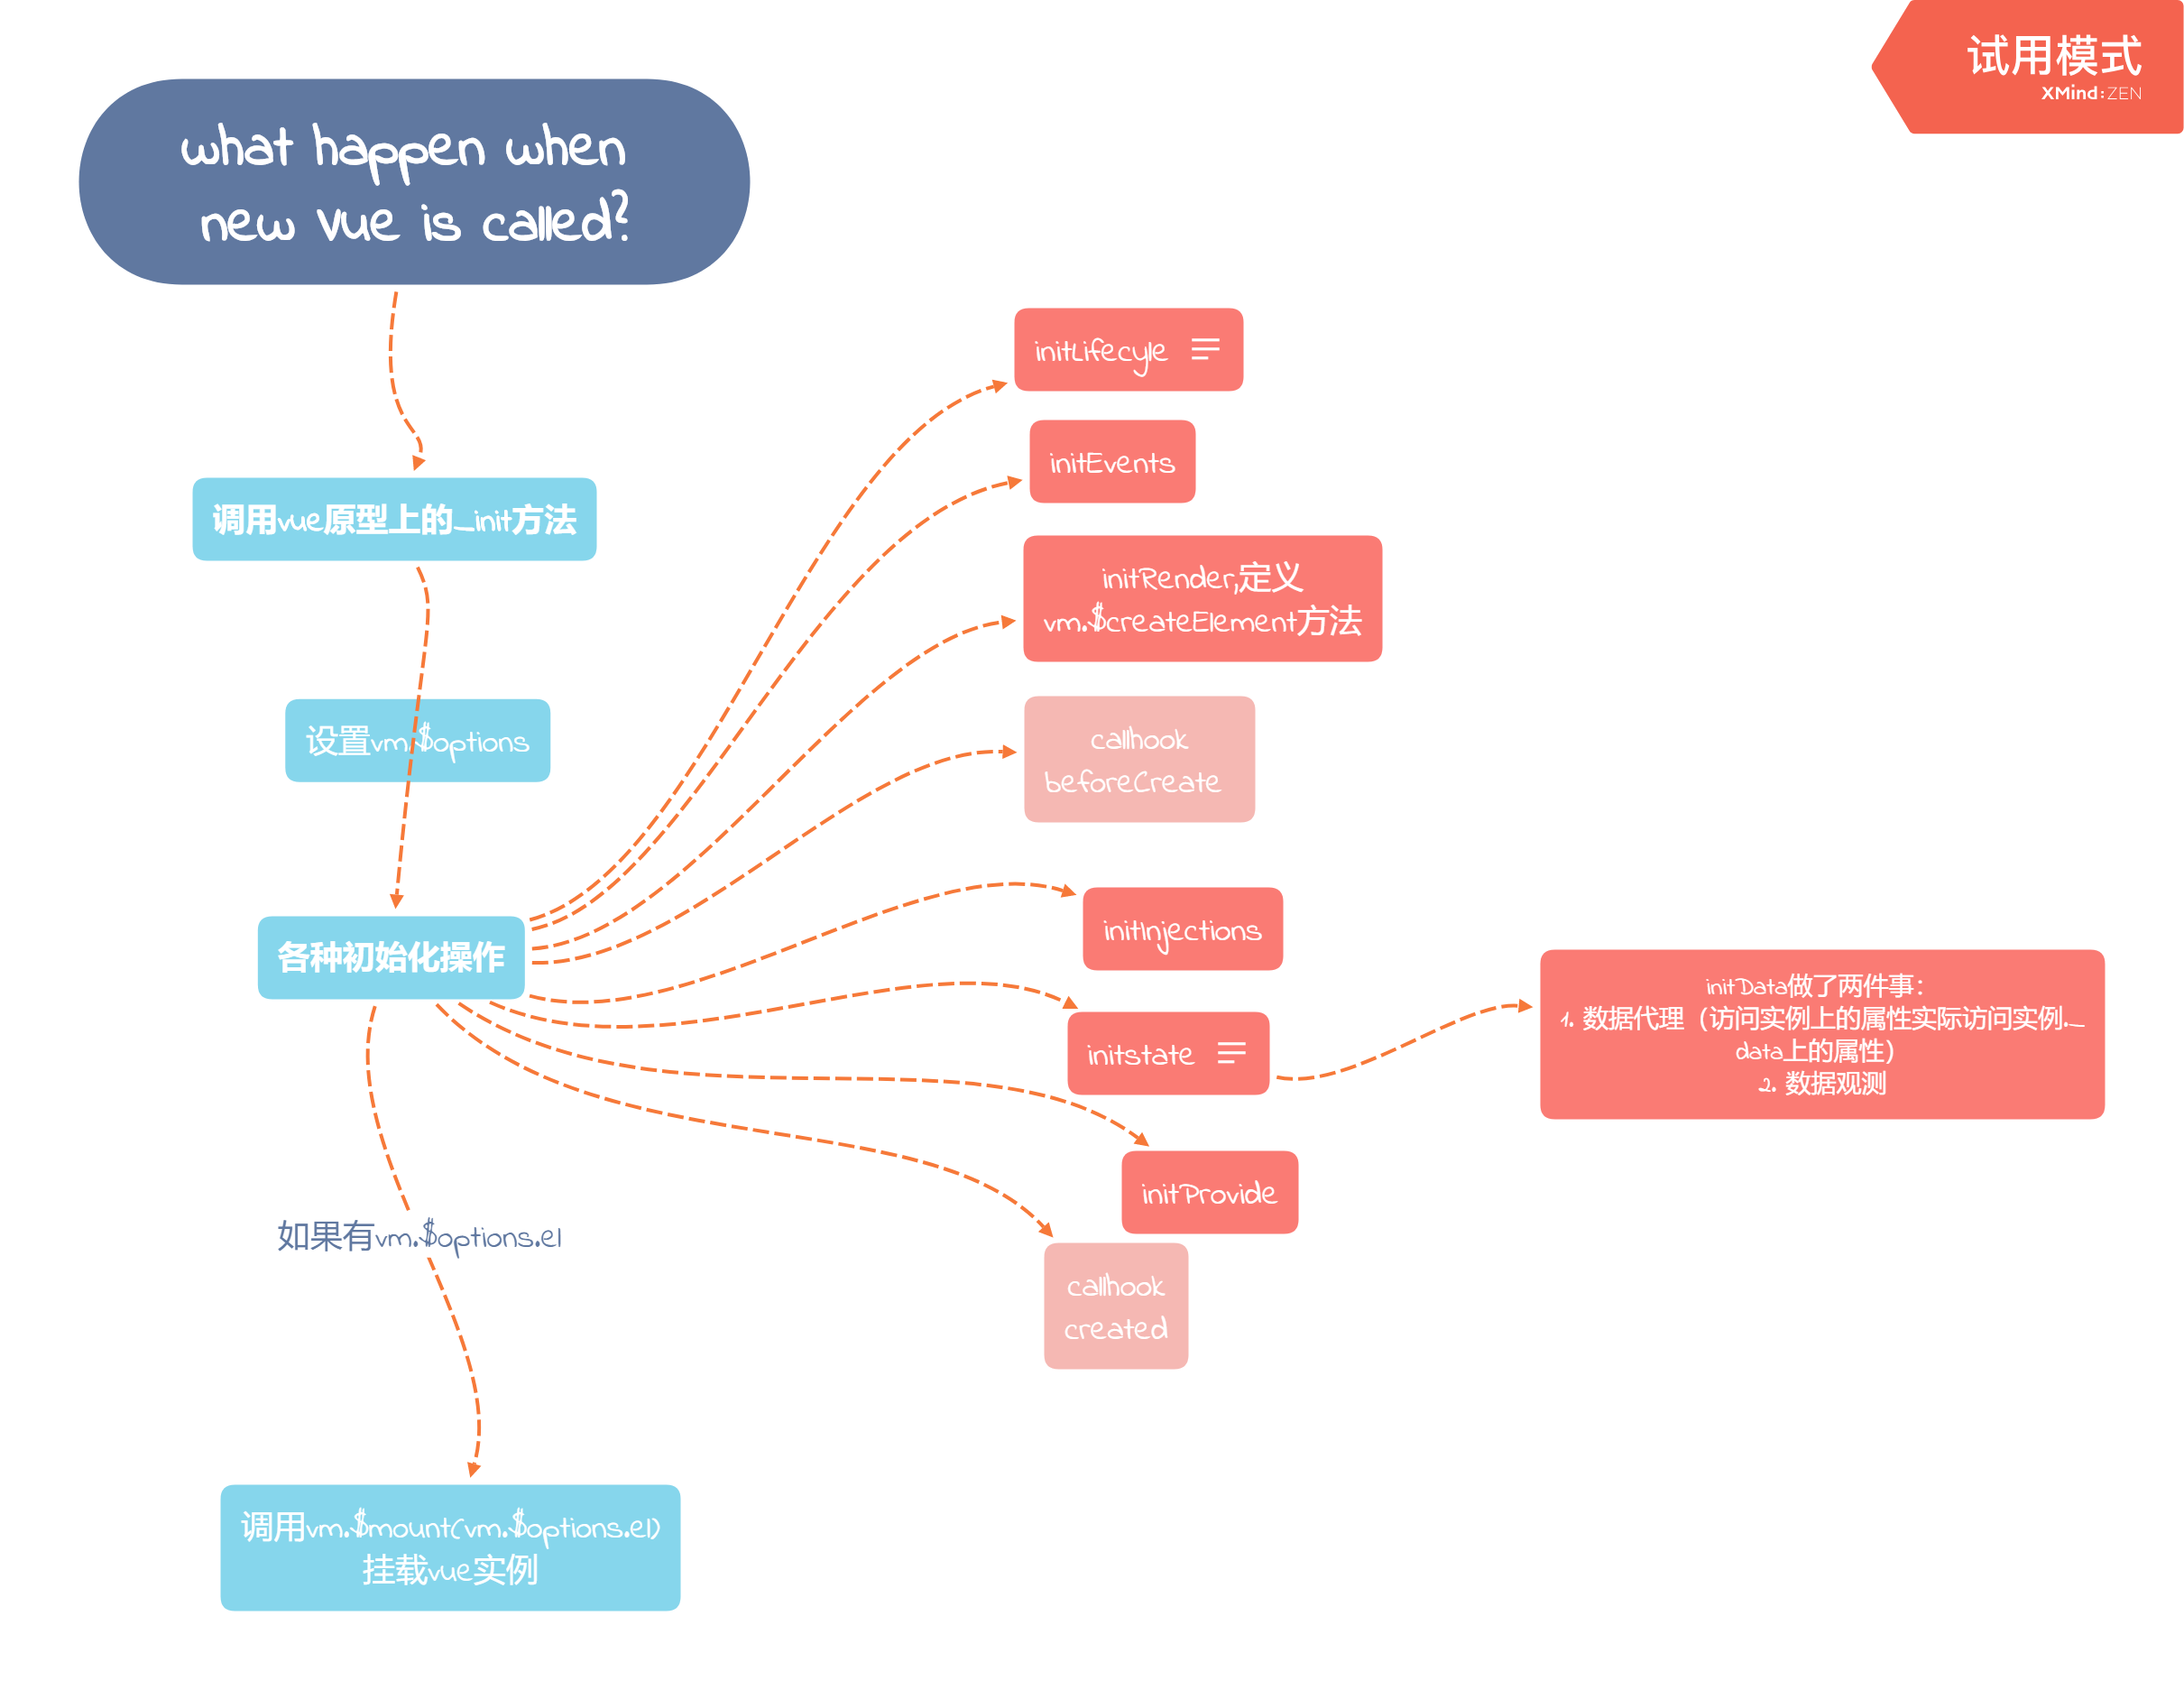 试用模式
XMind:ZEN
what happen when
new Vue is called?
调用vue原型上的_init方法
设置vm.$options
各种初始化操作
initLifecyle
initEvents
initRender,定义
vm.$createElement方法
callhook
beforeCreate
initInjections
initstate
initData做了两件事：
1. 数据代理（访问实例上的属性实际访问实例._
data上的属性）
2. 数据观测
initProvide
callhook
created
如果有vm.$options.el
调用vm.$mount(vm.$options.el)
挂载vue实例